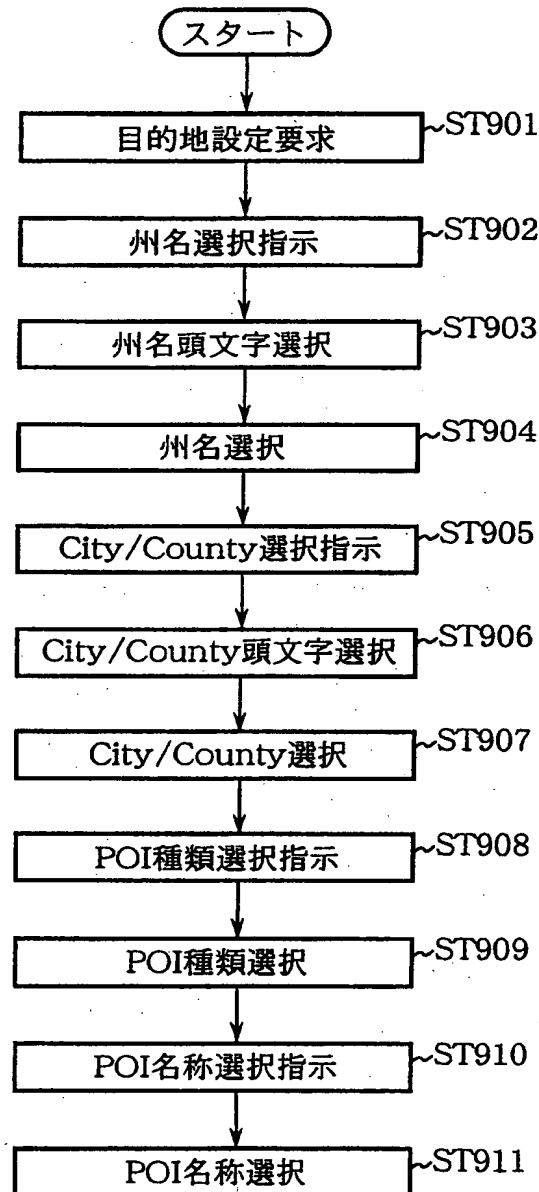 スタート
目的地設定要求 ~ST901
州名選択指示 ~ST902
州名頭文字選択 ~ST903
州名選択 ~ST904
City/County選択指示 ~ST905
City/County頭文字選択 ~ST906
City/County選択 ~ST907
POI種類選択指示 ~ST908
POI種類選択 ~ST909
POI名称選択指示 ~ST910
POI名称選択 ~ST911